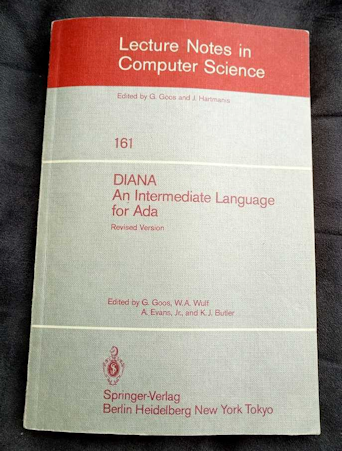 Lecture Notes in
Computer Science
Edited by G. Goos and J. Hartmanis
161
DIANA
An Intermediate Language
for Ada
Revised Version
Edited by G. Goos, W.A. Wulf
A. Evans, Jr., and K.J. Butler
Springer-Verlag
Berlin Heidelberg New York Tokyo